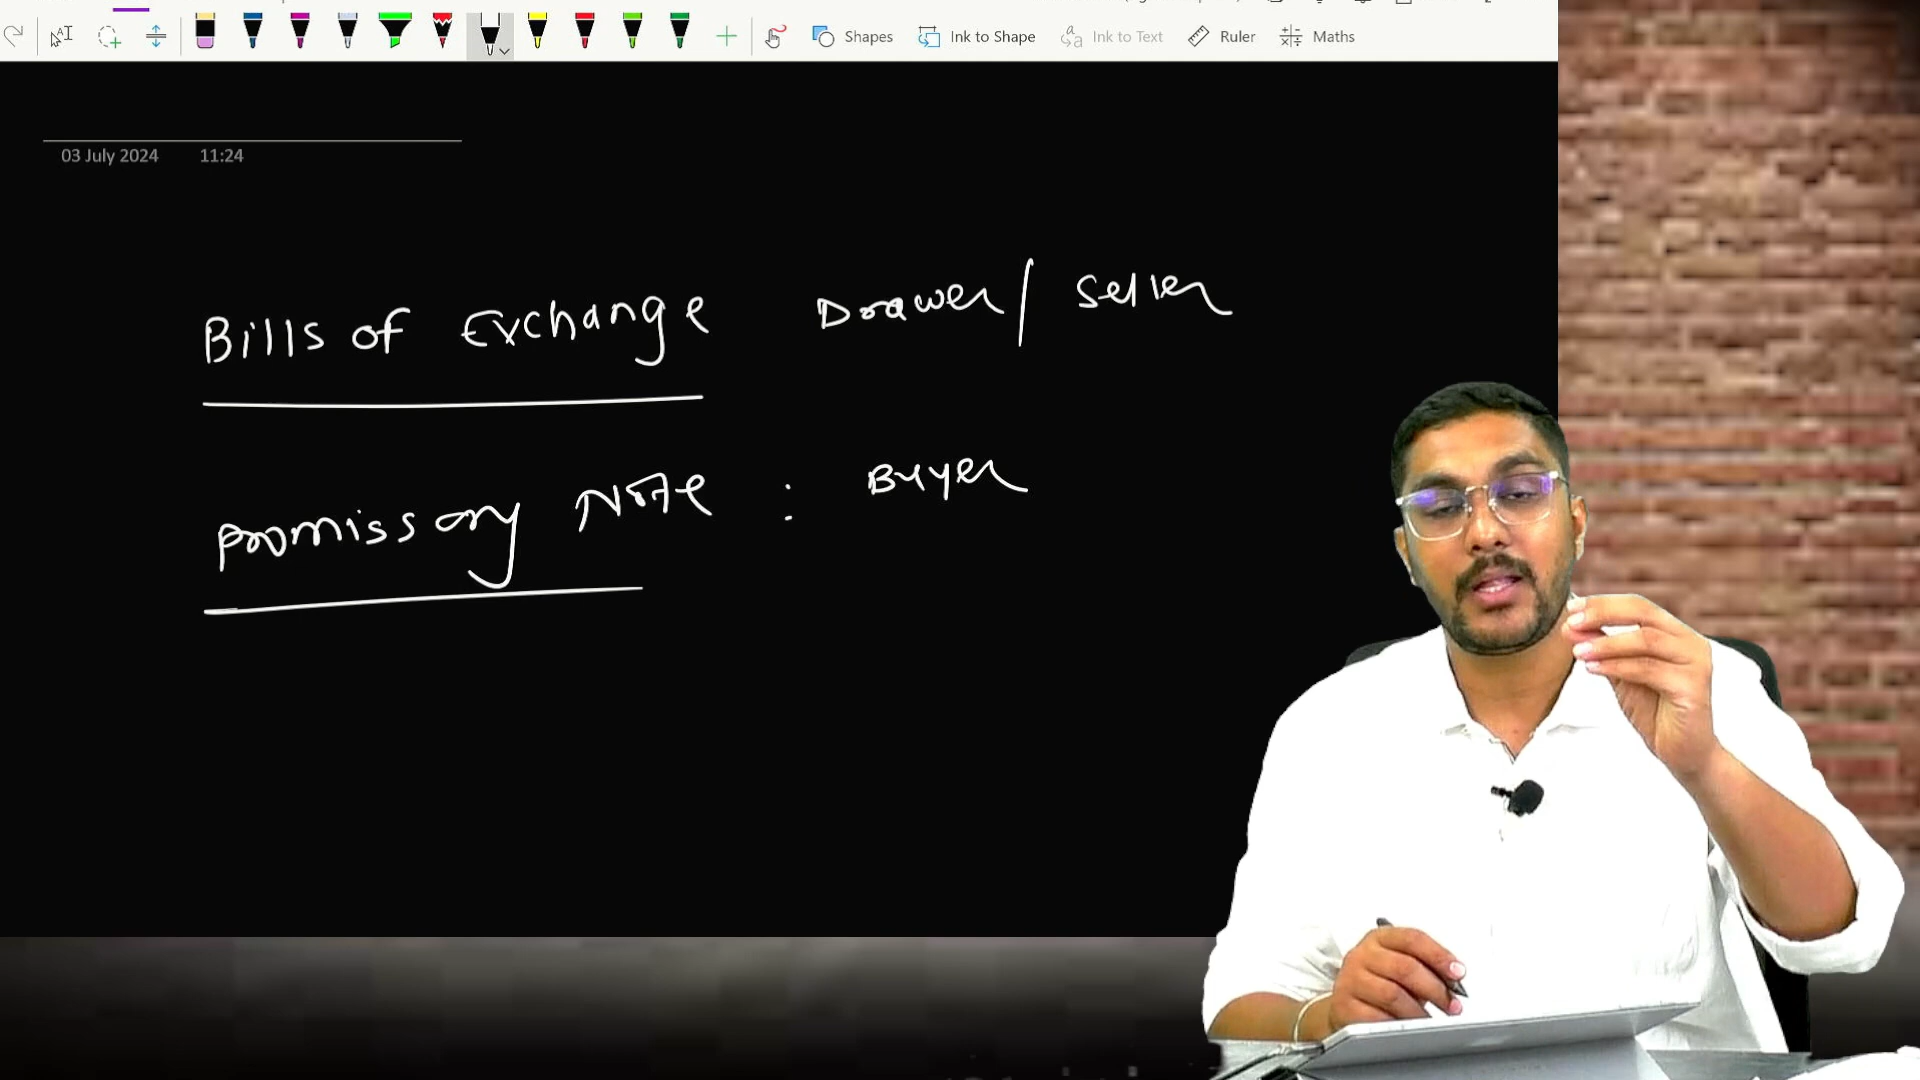 Shapes Ink to Shape Ink to Text Ruler Maths
03 July 2024 11:24
Bills of Exchange Drawer / Seller
Promissory Note : Buyer